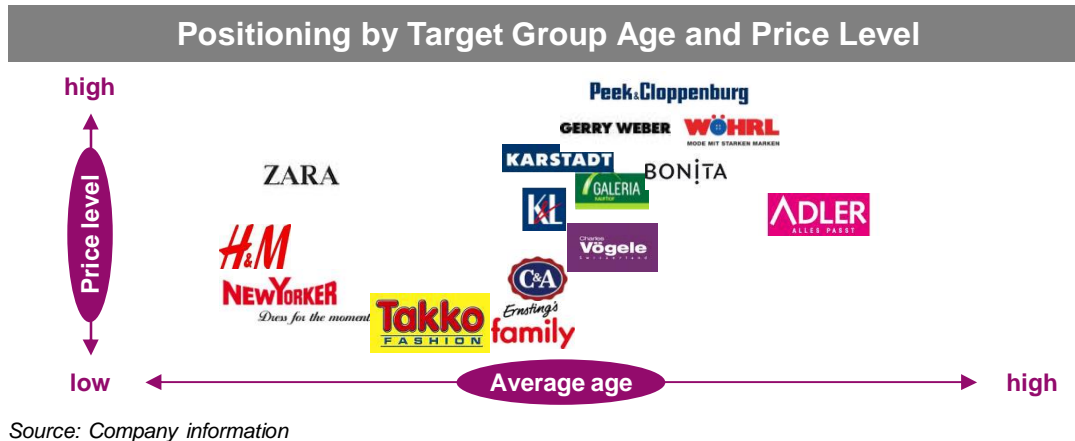 Positioning by Target Group Age and Price Level
high
Peek&Cloppenburg
GERRY WEBER
WÖHRL
MODE MIT STARKEN MARKEN
KARSTADT
BONITA
ZARA
GALERIA
KAUFHOF
K&L
ADLER
ALLES PASST
Price level
H&M
Charles
Vögele
Switzerland
C&A
NEWYORKER
Dress for the moment
Takko
FASHION
Ernsting's
family
low
Average age
high
Source: Company information